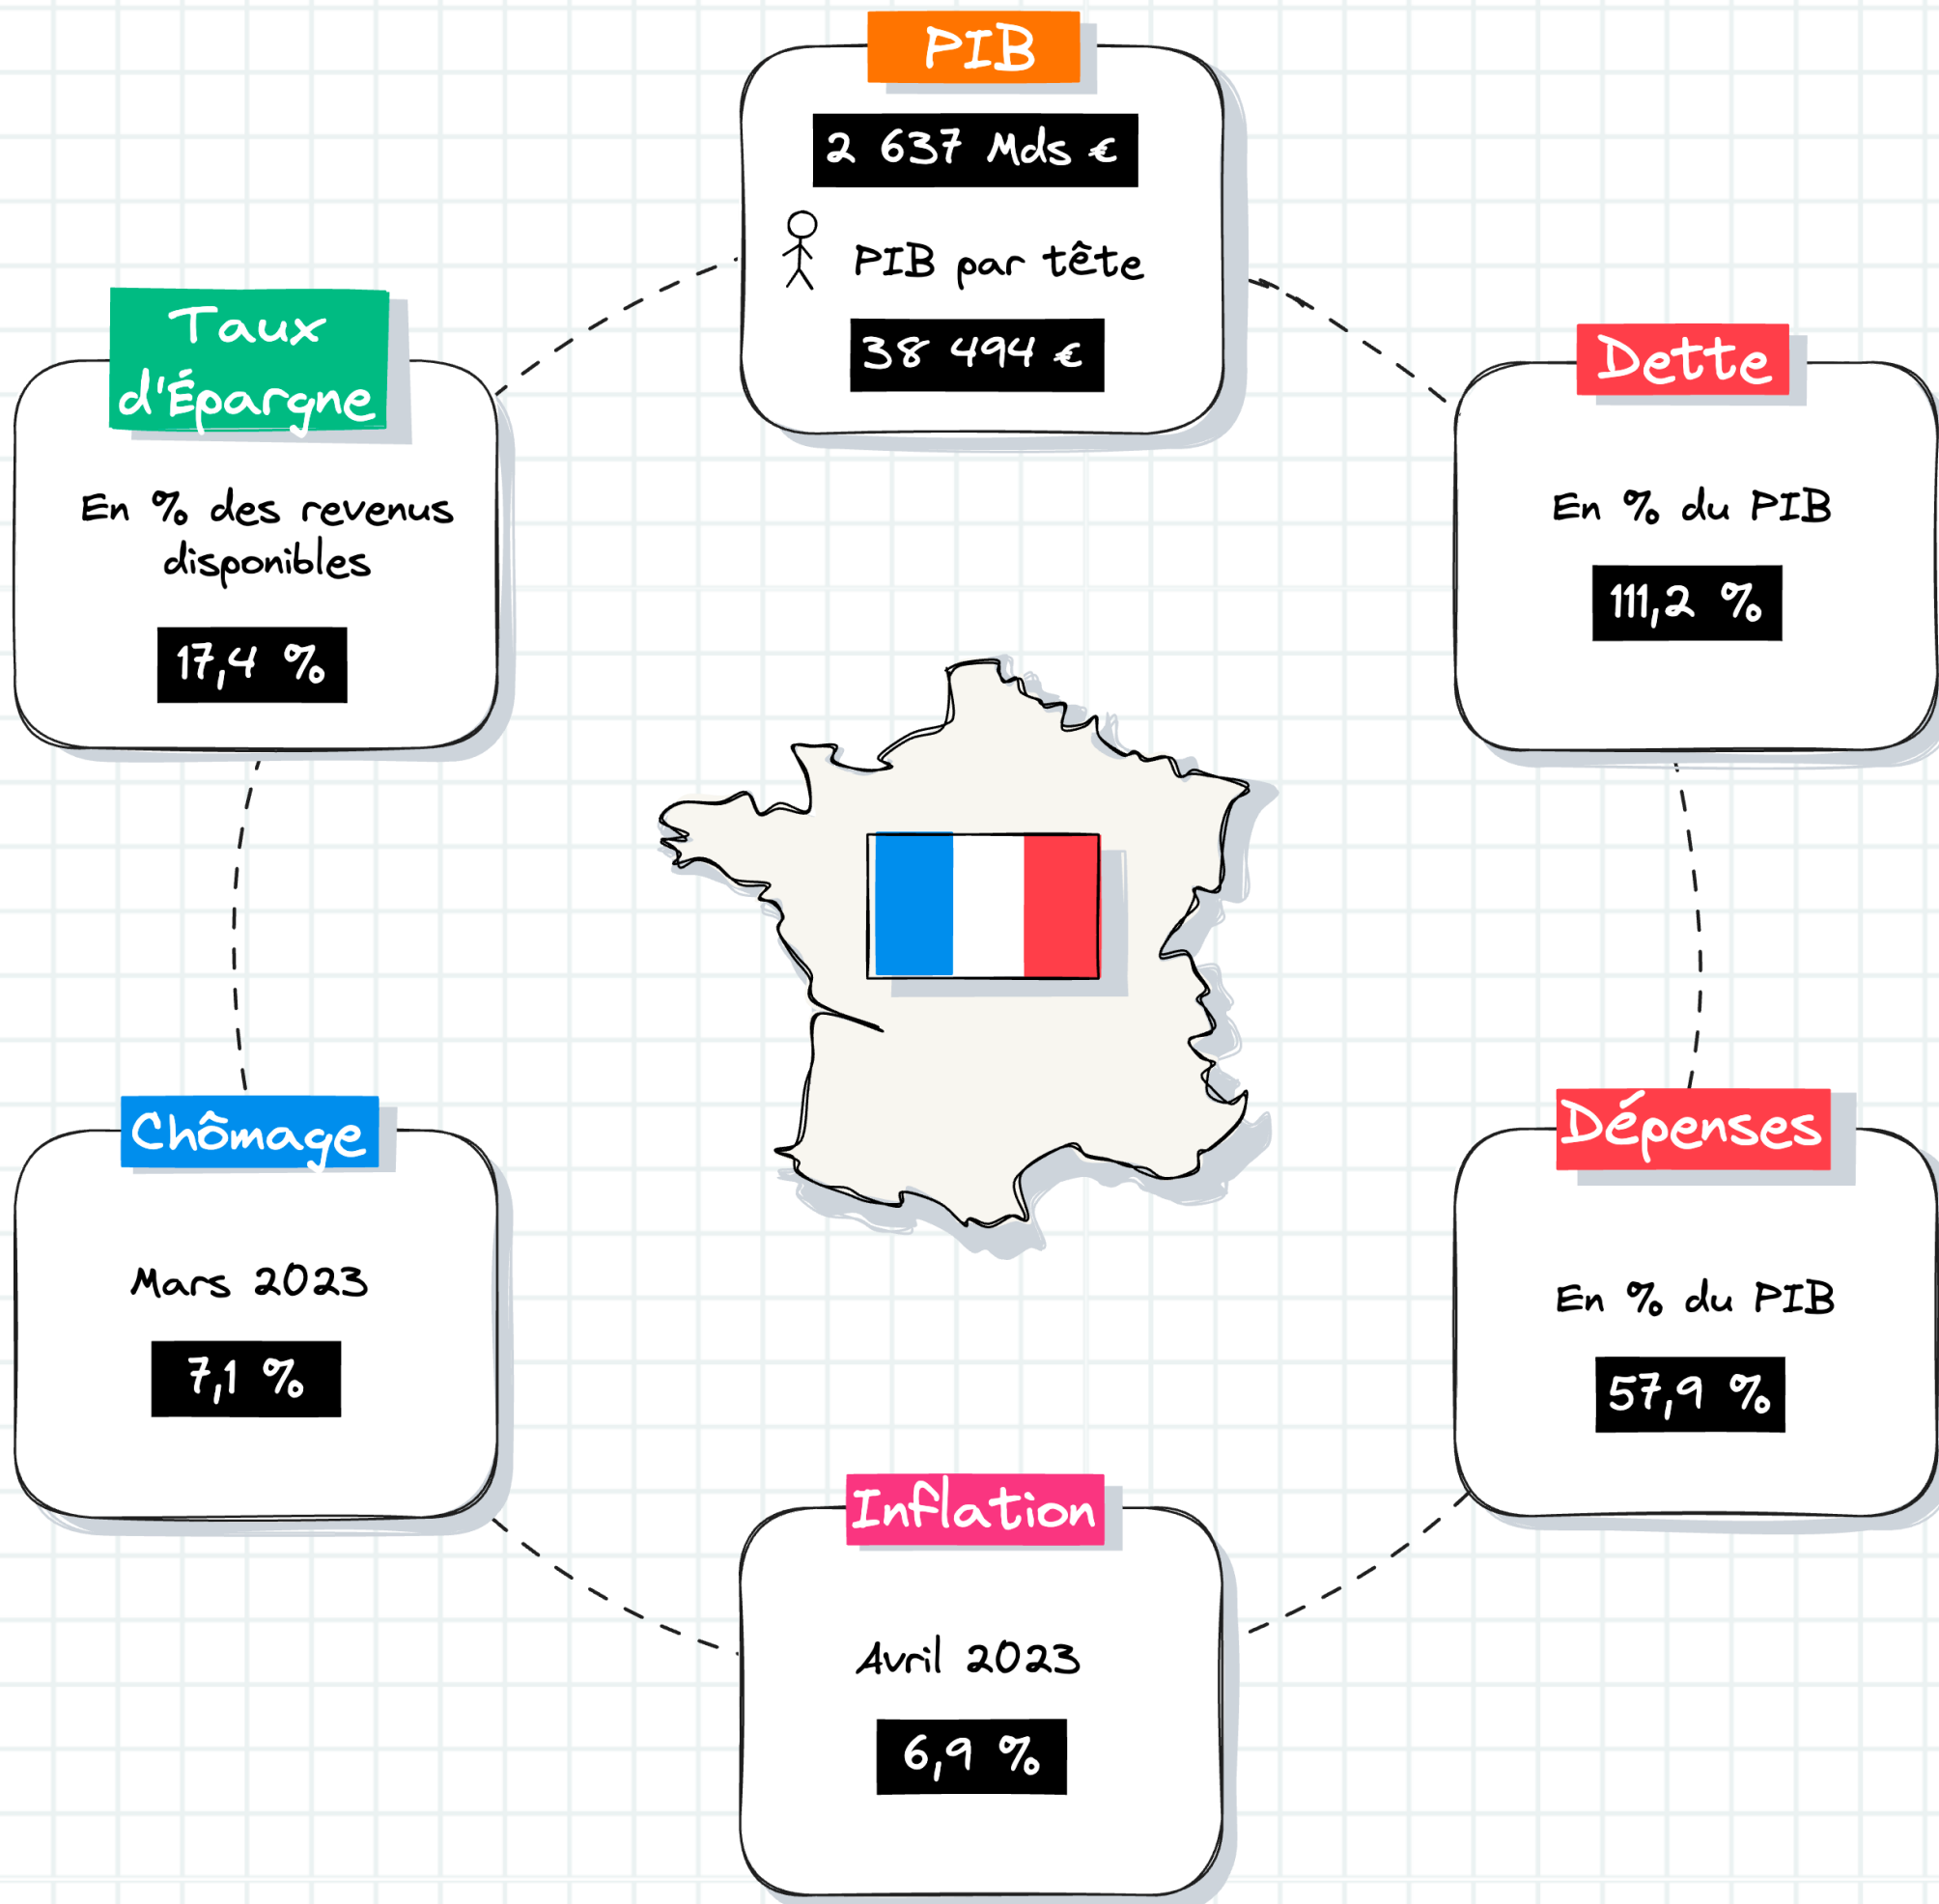 PIB
2 637 Mds €
PIB par tête
38 494 €
Taux
d'Épargne
En % des revenus
disponibles
17,4 %
Dette
En % du PIB
111,2 %
Chômage
Mars 2023
7,1 %
Dépenses
En % du PIB
57,9 %
Inflation
Avril 2023
6,9 %